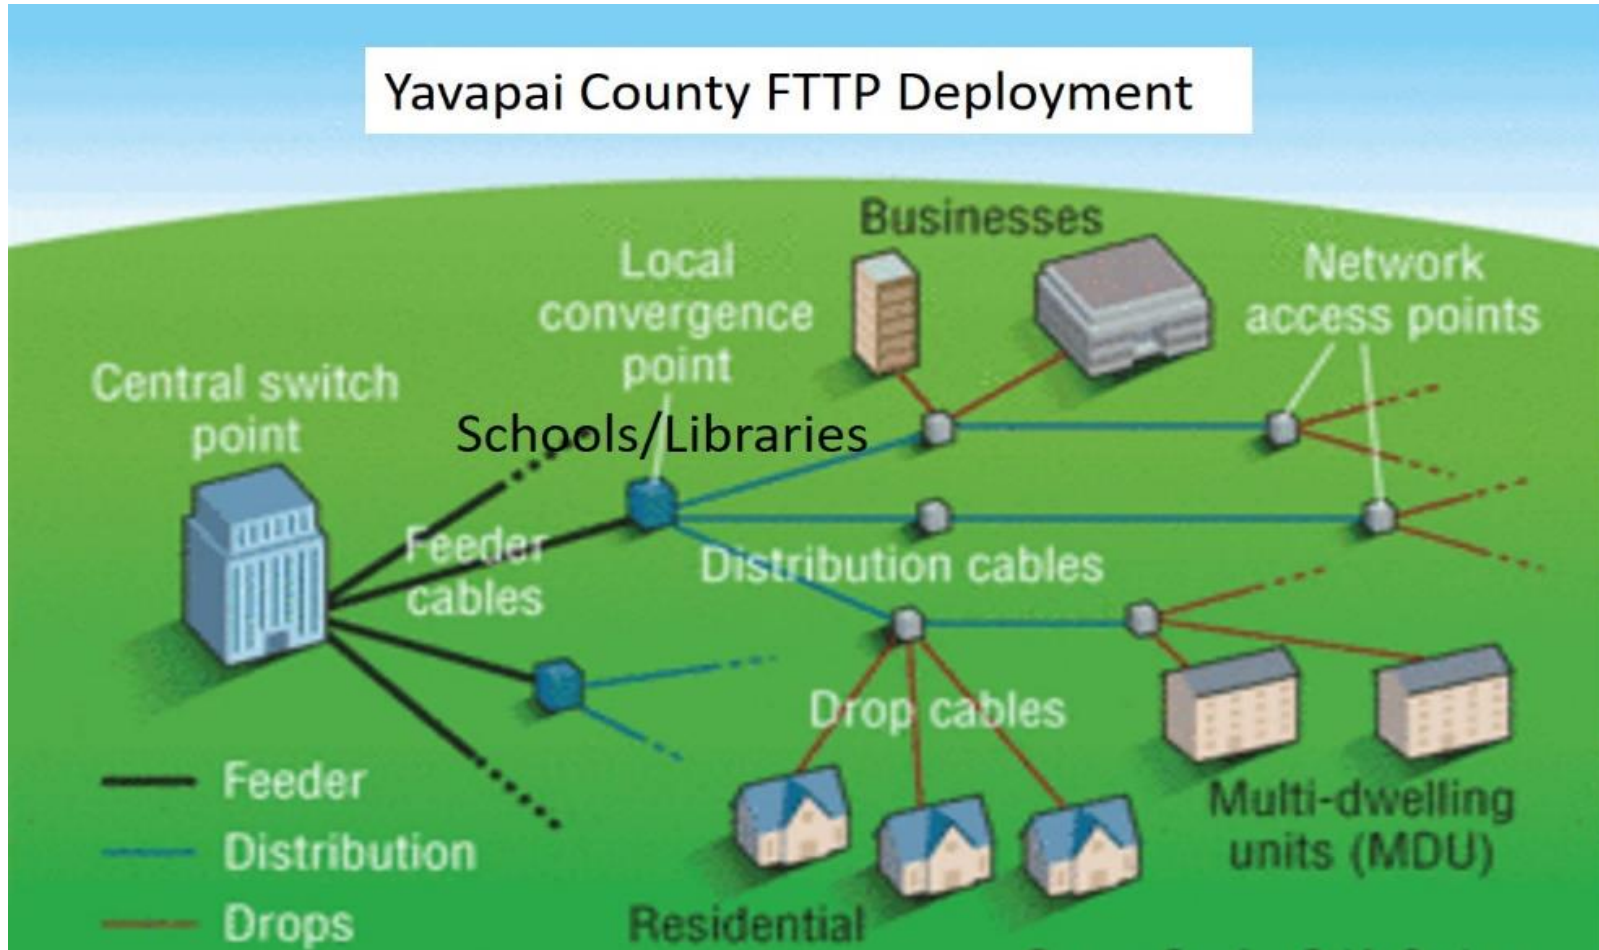 Yavapai County FTTP Deployment
Businesses
Local
convergence
point
Network
access points
Central switch
point
Schools/Libraries
Feeder
cables
Distribution cables
Drop cables
Multi-dwelling
units (MDU)
Residential
Feeder
Distribution
Drops